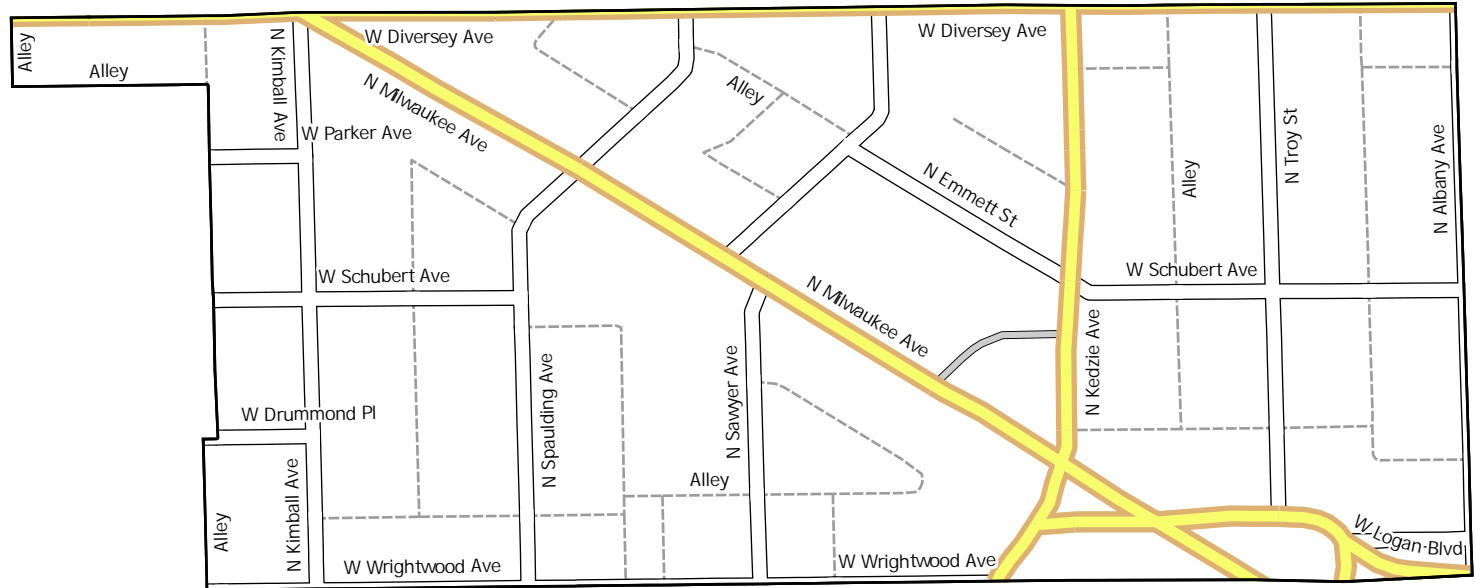 W Diversey Ave
W Diversey Ave
Alley
Alley
N Kimball Ave
N Milwaukee Ave
Alley
W Parker Ave
N Troy St
N Albany Ave
Alley
N Emmett St
W Schubert Ave
W Schubert Ave
N Milwaukee Ave
N Kedzie Ave
N Spaulding Ave
N Sawyer Ave
W Drummond Pl
Alley
N Kimball Ave
Alley
W Logan Blvd
W Wrightwood Ave
W Wrightwood Ave